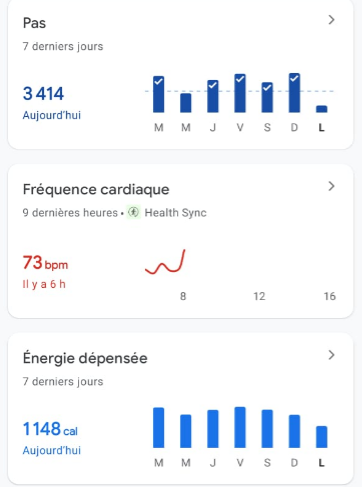 Pas
7 derniers jours
3 414
Aujourd'hui
M M J V S D L
Fréquence cardiaque
9 dernières heures • Health Sync
73 bpm
Il y a 6 h
8 12 16
Énergie dépensée
7 derniers jours
1 148 cal
Aujourd'hui
M M J V S D L